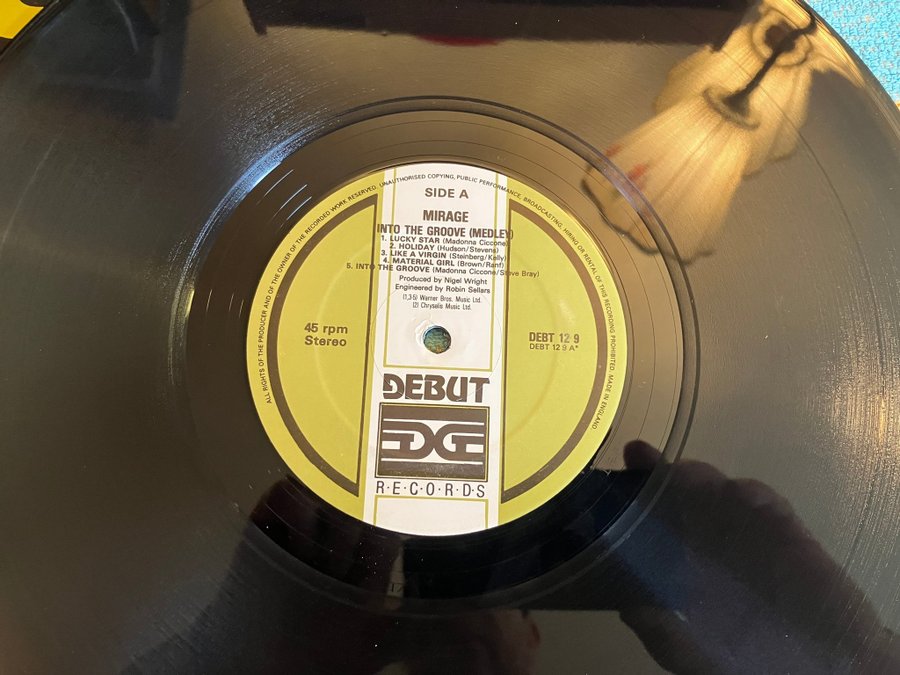 ALL RIGHTS OF THE PRODUCER AND OF THE OWNER OF THE RECORDED WORK RESERVED. UNAUTHORISED COPYING, PUBLIC PERFORMANCE, BROADCASTING, HIRING OR RENTAL OF THIS RECORDING PROHIBITED. MADE IN ENGLAND.
SIDE A
MIRAGE
INTO THE GROOVE (MEDLEY)
1. LUCKY STAR (Madonna Ciccone)
2. HOLIDAY (Hudson/Stevens)
3. LIKE A VIRGIN (Steinberg/Kelly)
4. MATERIAL GIRL (Brown/Ranf)
5. INTO THE GROOVE (Madonna Ciccone/Steve Bray)
Produced by Nigel Wright
Engineered by Robin Sellars
(1,3-5) Warner Bros. Music Ltd.
(2) Chrysalis Music Ltd.
45 rpm
Stereo
DEBT 12 9
DEBT 12 9 A*
DEBUT
EDGE
R·E·C·O·R·D·S